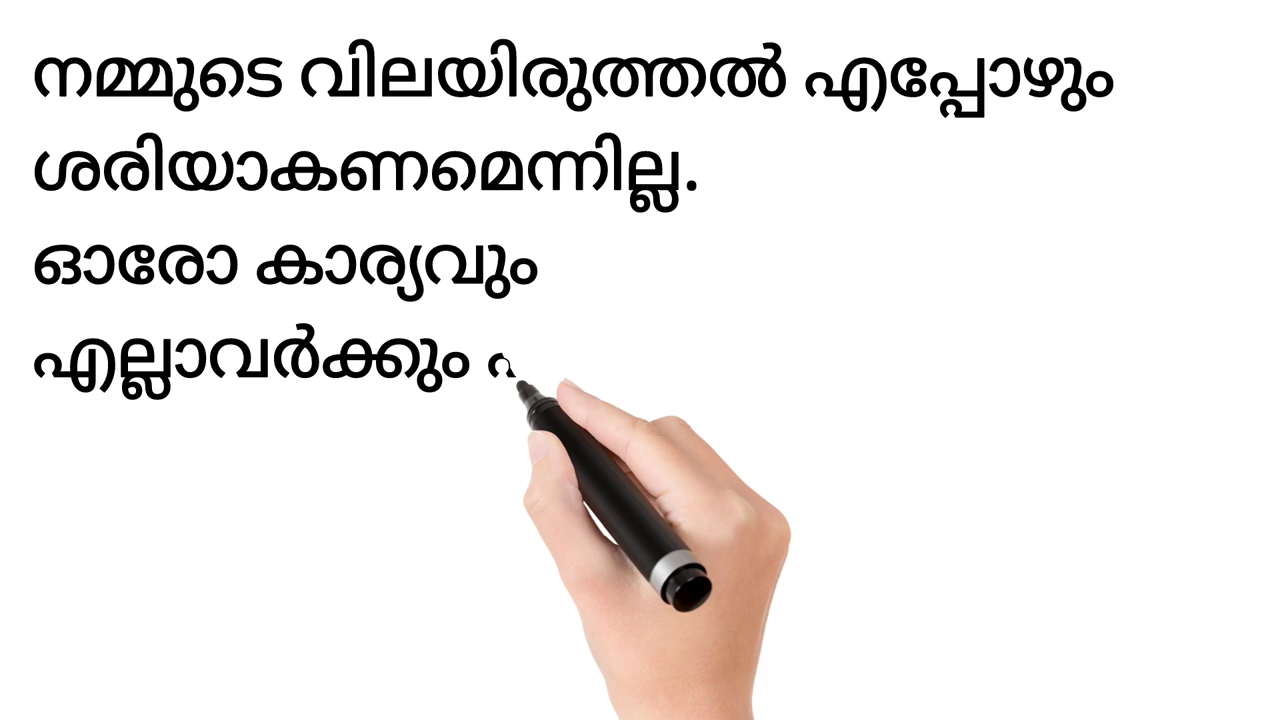 നമ്മുടെ വിലയിരുത്തൽ എപ്പോഴും
ശരിയാകണമെന്നില്ല.
ഓരോ കാര്യവും
എല്ലാവർക്കും